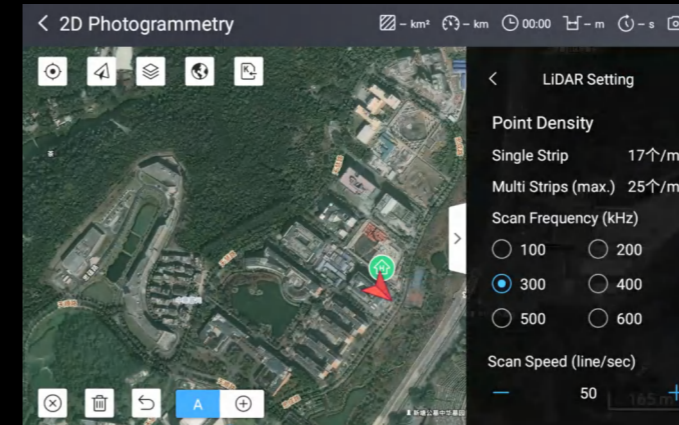 2D Photogrammetry
– km² – km 00:00 – m – s
LiDAR Setting
Point Density
Single Strip 17个/m
Multi Strips (max.) 25个/m
Scan Frequency (kHz)
100 200
300 400
500 600
Scan Speed (line/sec)
50
165 m
H
A